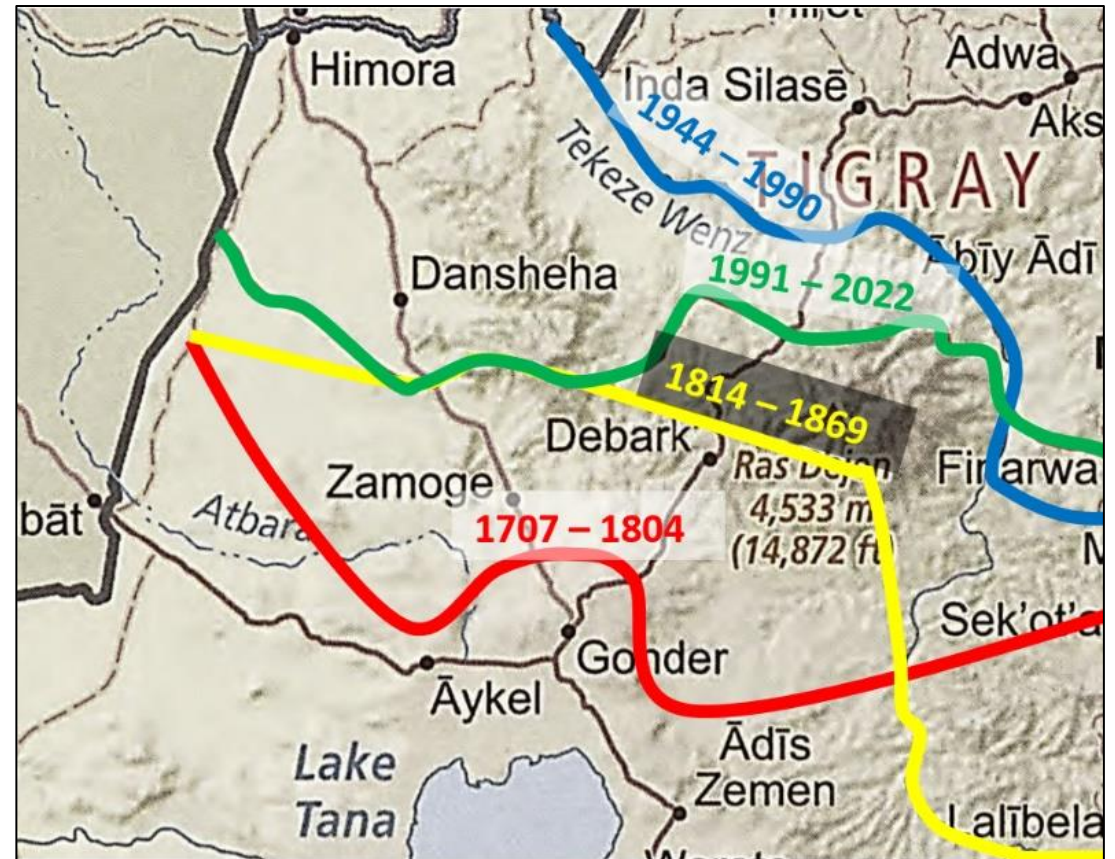 Himora
Adwa
Inda Silasē
Aks
1944 – 1990
TIGRAY
Tekeze Wenz
Ābīy Ādī
1991 – 2022
Dansheha
1814 – 1869
Debark
Ras Dejen
4,533 m
(14,872 ft)
Finarwa
Zamoge
bāt
Atbara
1707 – 1804
Sek'ot'a
Gonder
Āykel
Ādīs
Zemen
Lake
Tana
Lalībela